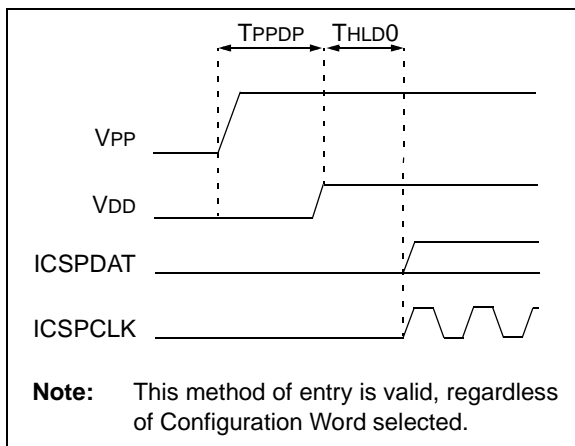 TPPDP THLD0
VPP
VDD
ICSPDAT
ICSPCLK
Note: This method of entry is valid, regardless
of Configuration Word selected.